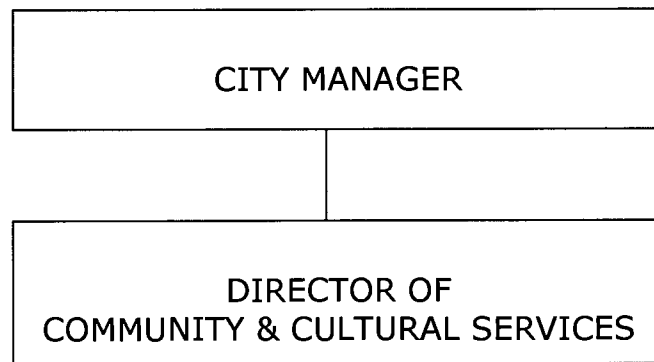 CITY MANAGER
DIRECTOR OF
COMMUNITY & CULTURAL SERVICES